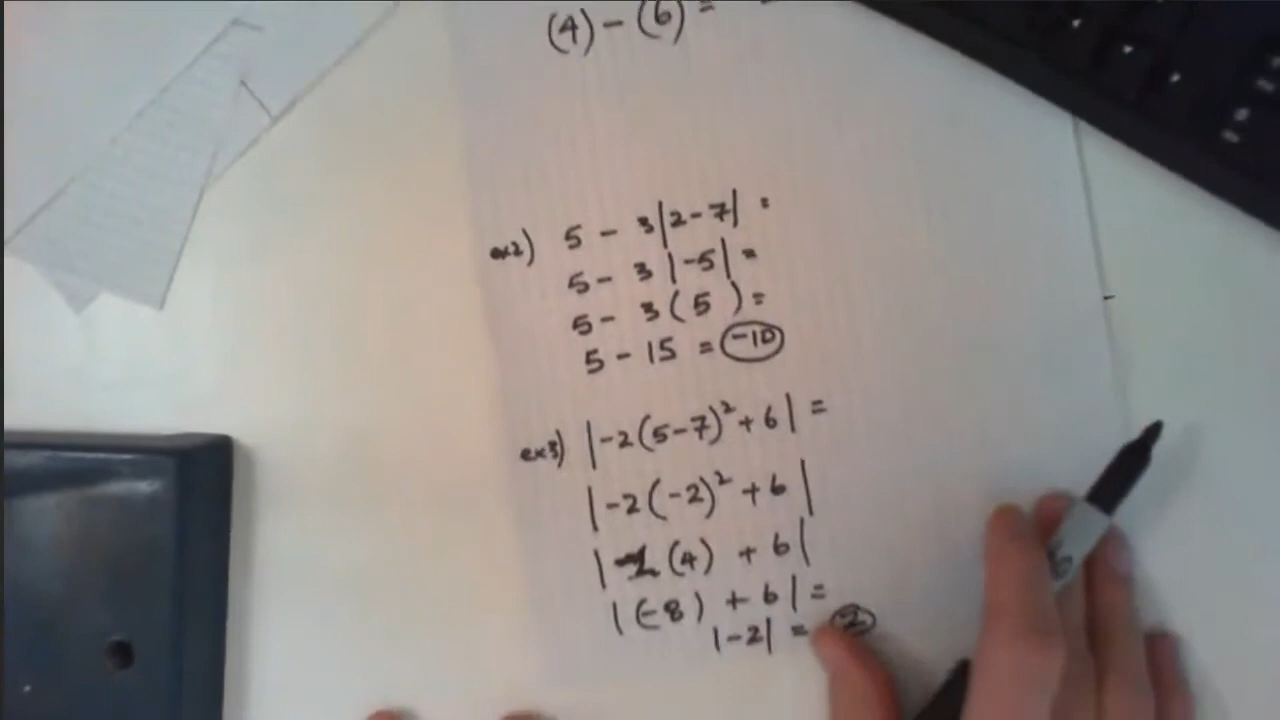 (4) - (6) =
ex2) 5 - 3|2-7| =
5 - 3|-5| =
5 - 3(5) =
5 - 15 = -10
ex3) |-2(5-7)² + 6| =
|-2(-2)² + 6|
|-2(4) + 6|
|(-8) + 6| =
|-2| = 2